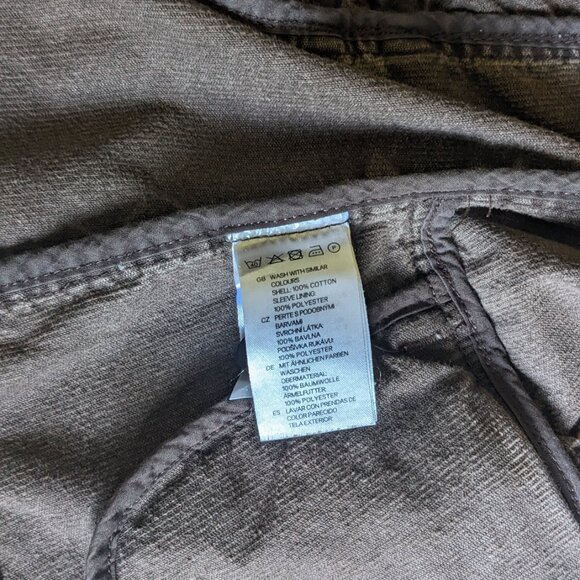 GB WASH WITH SIMILAR
COLOURS
SHELL: 100% COTTON
SLEEVE LINING:
100% POLYESTER
CZ PERTE S PODOBNÝMI
BARVAMI
SVRCHNÍ LÁTKA:
100% BAVLNA
PODŠÍVKA RUKÁVU:
100% POLYESTER
DE MIT ÄHNLICHEN FARBEN
WASCHEN
OBERMATERIAL:
100% BAUMWOLLE
ÄRMELFUTTER:
100% POLYESTER
ES LAVAR CON PRENDAS DE
COLOR PARECIDO
TELA EXTERIOR: